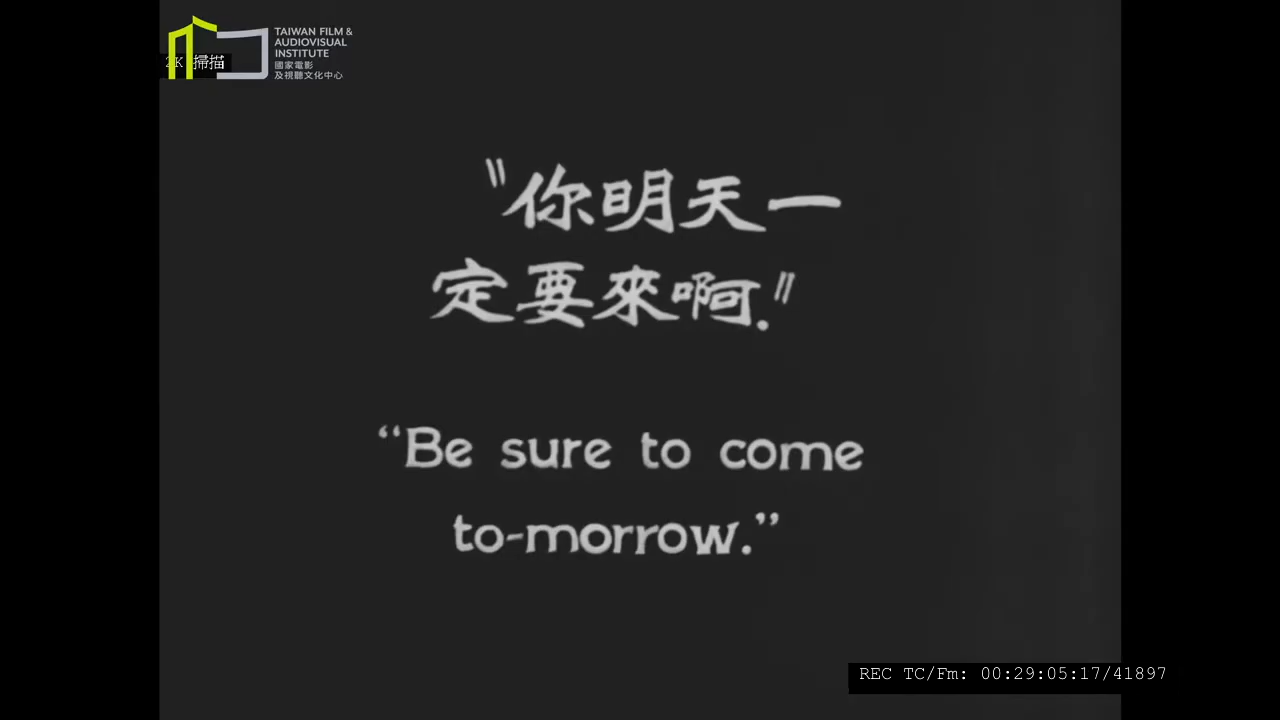 TAIWAN FILM &
AUDIOVISUAL
INSTITUTE
國家電影
及視聽文化中心
2K 掃描
"你明天一
定要來啊."
“Be sure to come
to-morrow.”
REC TC/Fm: 00:29:05:17/41897